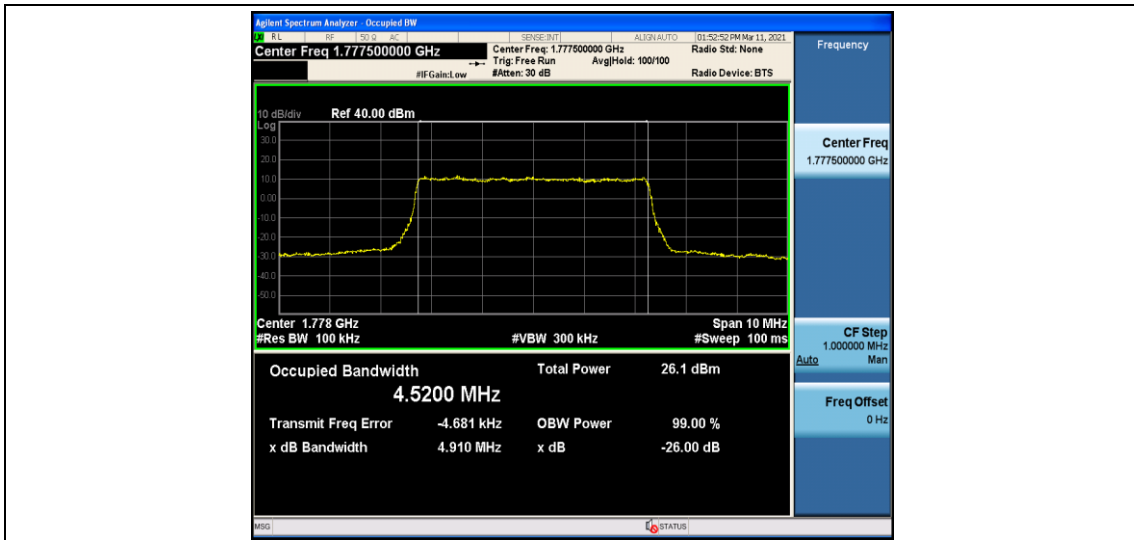 Agilent Spectrum Analyzer - Occupied BW
LXI RL RF 50 Ω AC SENSE:INT ALIGN AUTO 01:52:52 PM Mar 11, 2021
Center Freq 1.777500000 GHz
Center Freq: 1.777500000 GHz
Radio Std: None
Trig: Free Run Avg|Hold: 100/100
#IFGain:Low
#Atten: 30 dB
Radio Device: BTS
10 dB/div Ref 40.00 dBm
Log
30.0
20.0
10.0
0.00
-10.0
-20.0
-30.0
-40.0
-50.0
Center 1.778 GHz Span 10 MHz
#Res BW 100 kHz #VBW 300 kHz #Sweep 100 ms
Occupied Bandwidth Total Power 26.1 dBm
4.5200 MHz
Transmit Freq Error -4.681 kHz OBW Power 99.00 %
x dB Bandwidth 4.910 MHz x dB -26.00 dB
MSG STATUS
Frequency
Center Freq
1.777500000 GHz
CF Step
1.000000 MHz
Auto Man
Freq Offset
0 Hz